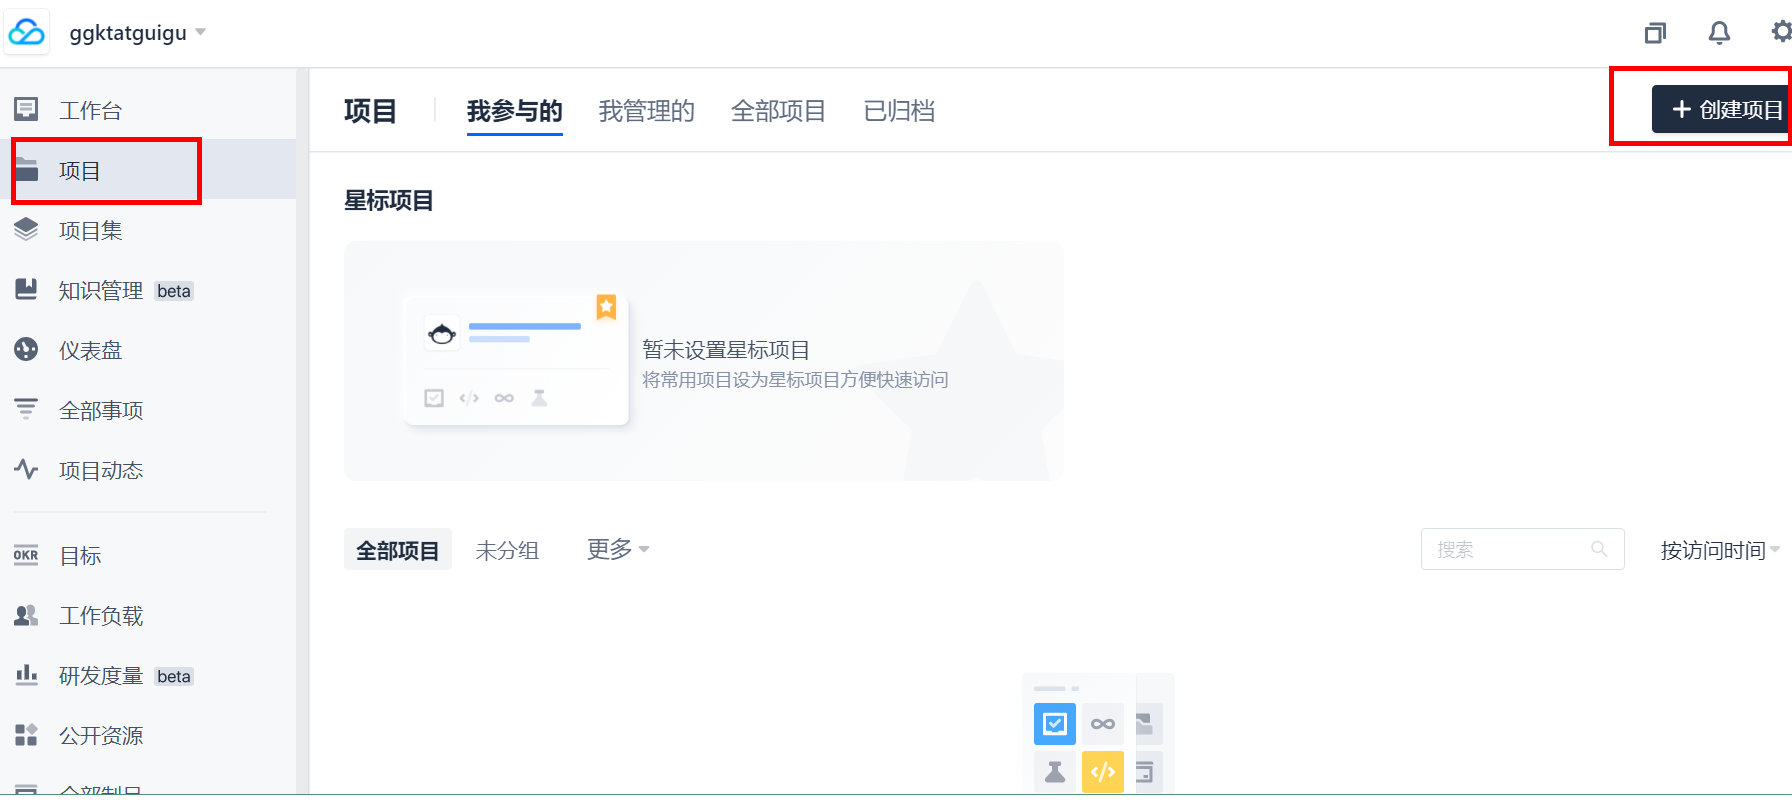 ggktatguigu
工作台
项目
项目集
知识管理 beta
仪表盘
全部事项
项目动态
OKR 目标
工作负载
研发度量 beta
公开资源
全部制品
项目 我参与的 我管理的 全部项目 已归档
创建项目
星标项目
暂未设置星标项目
将常用项目设为星标项目方便快速访问
全部项目 未分组 更多
搜索
按访问时间